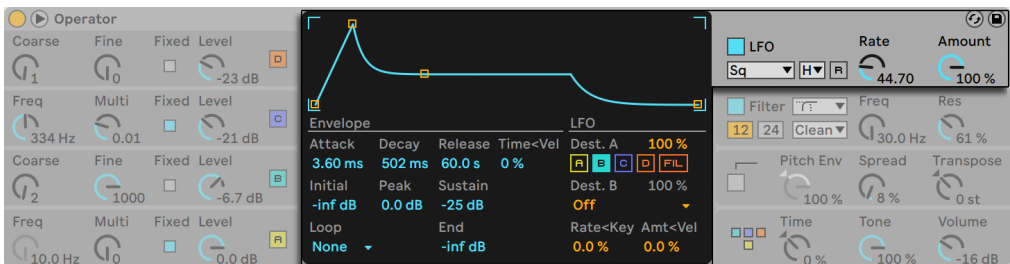 Operator
Coarse Fine Fixed Level
1 0 -23 dB D
Freq Multi Fixed Level
334 Hz 0.01 -21 dB C
Coarse Fine Fixed Level
2 1000 -6.7 dB B
Freq Multi Fixed Level
10.0 Hz 0 0.0 dB A
Envelope
Attack Decay Release Time<Vel
3.60 ms 502 ms 60.0 s 0 %
Initial Peak Sustain
-inf dB 0.0 dB -25 dB
Loop End
None -inf dB
LFO
Dest. A 100 %
A B C D FIL
Dest. B 100 %
Off
Rate<Key Amt<Vel
0.0 % 0.0 %
LFO Rate Amount
Sq H R 44.70 100 %
Filter Freq Res
12 24 Clean 30.0 Hz 61 %
Pitch Env Spread Transpose
100 % 8 % 0 st
Time Tone Volume
0 % 100 % -16 dB